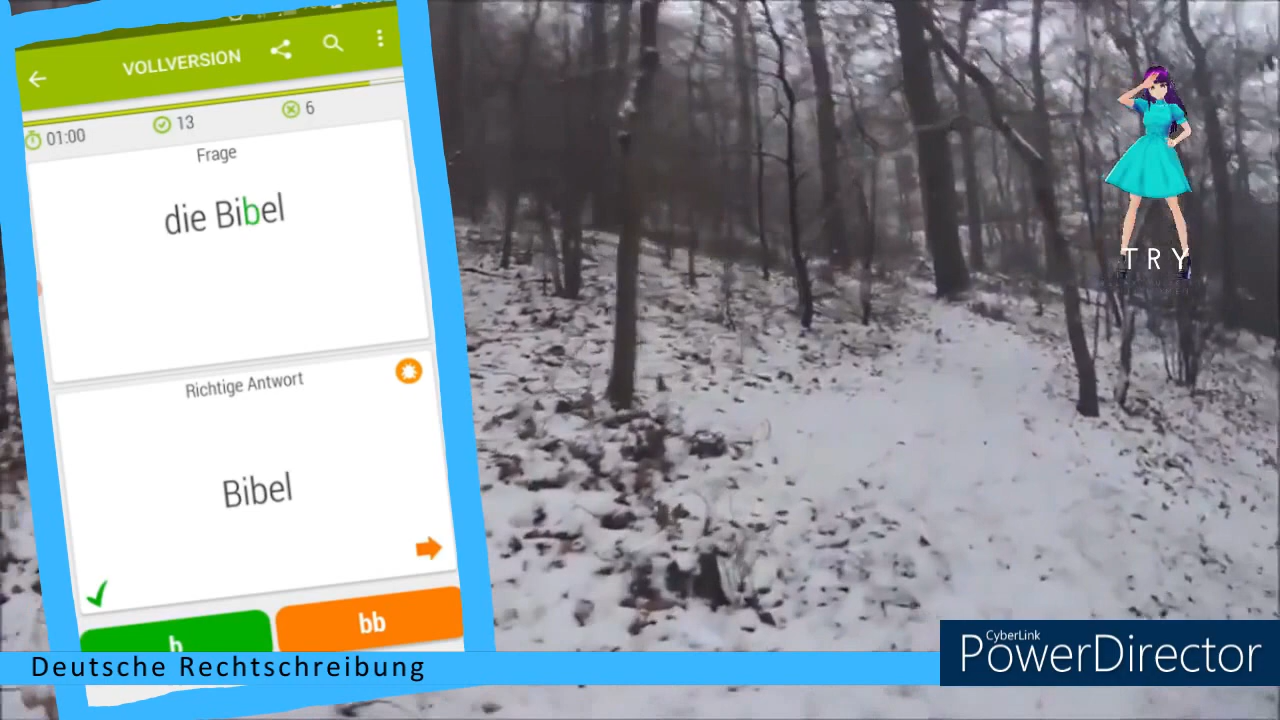 VOLLVERSION
01:00
13
6
Frage
die Bibel
Richtige Antwort
Bibel
b
bb
Deutsche Rechtschreibung
TRY
CyberLink
PowerDirector